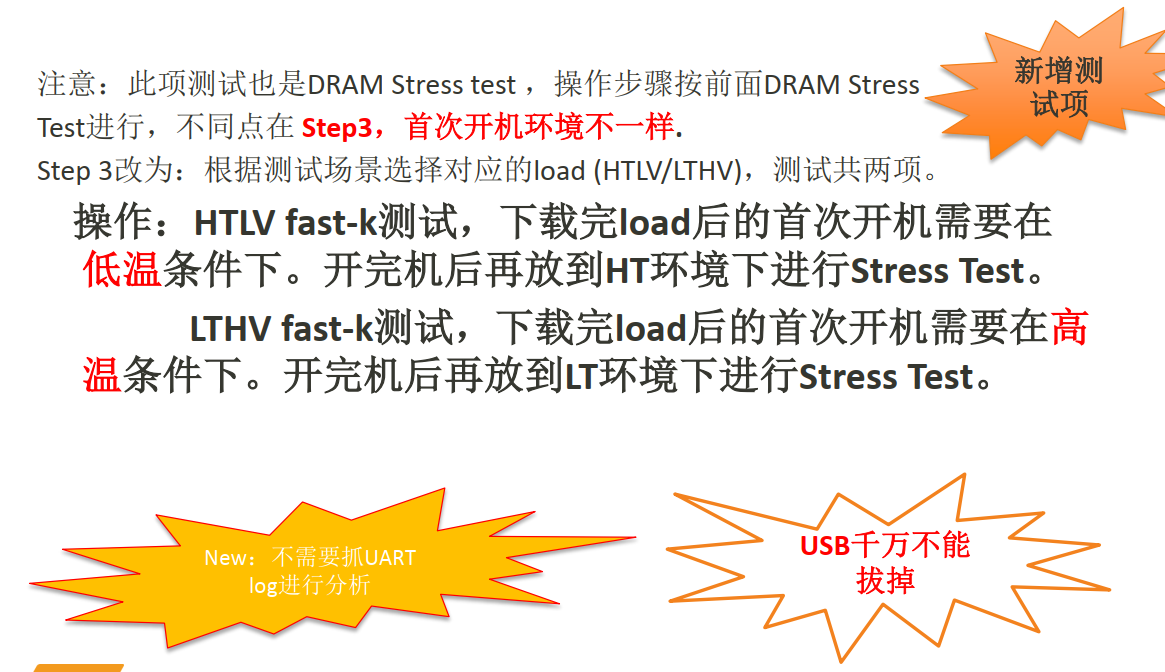 新增测
试项
注意：此项测试也是DRAM Stress test ，操作步骤按前面DRAM Stress
Test进行，不同点在 Step3，首次开机环境不一样.
Step 3改为：根据测试场景选择对应的load (HTLV/LTHV)，测试共两项。
操作：HTLV fast-k测试，下载完load后的首次开机需要在
低温条件下。开完机后再放到HT环境下进行Stress Test。
LTHV fast-k测试，下载完load后的首次开机需要在高
温条件下。开完机后再放到LT环境下进行Stress Test。
New：不需要抓UART
log进行分析
USB千万不能
拔掉